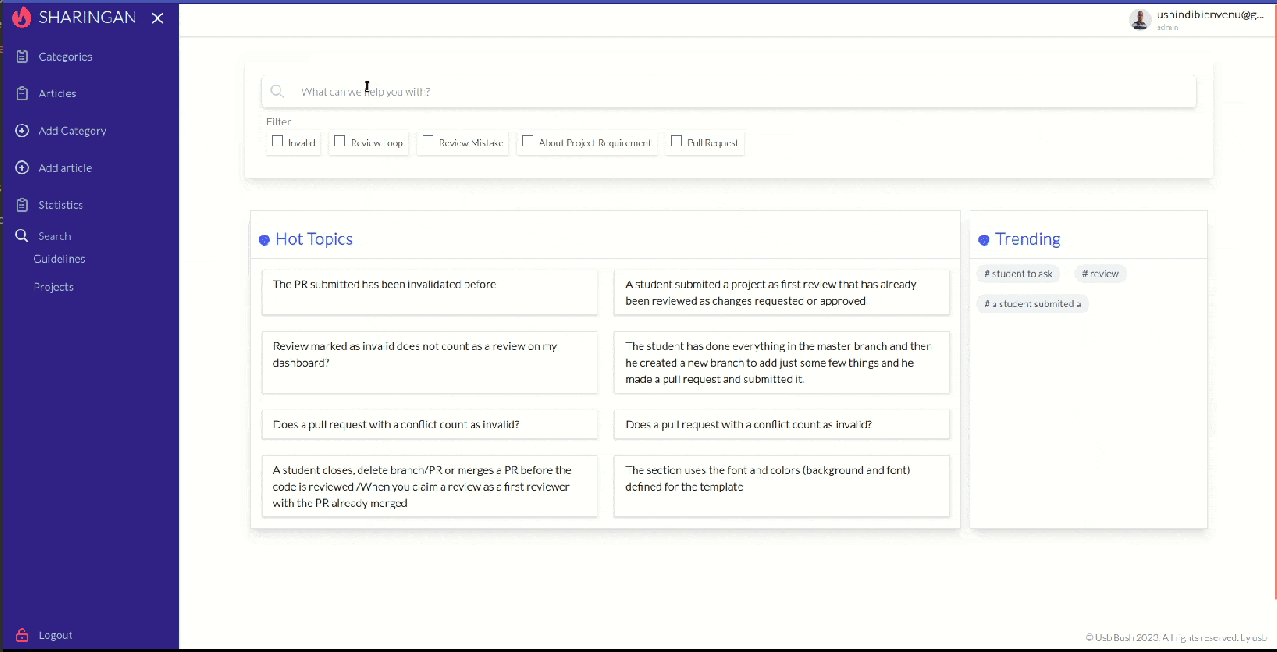 SHARINGAN
ushindibienvenu@g...
admin
Categories
Articles
Add Category
Add article
Statistics
Search
Guidelines
Projects
Logout
What can we help you with?
Filter
Invalid
Review Loop
Review Mistake
About Project Requirement
Pull Request
Hot Topics
The PR submitted has been invalidated before
A student submited a project as first review that has already
been reviewed as changes requested or approved
Review marked as invalid does not count as a review on my
dashboard?
The student has done everything in the master branch and then
he created a new branch to add just some few things and he
made a pull request and submitted it.
Does a pull request with a conflict count as invalid?
Does a pull request with a conflict count as invalid?
A student closes, delete branch/PR or merges a PR before the
code is reviewed /When you claim a review as a first reviewer
with the PR already merged
The section uses the font and colors (background and font)
defined for the template
Trending
# student to ask
# review
# a student submited a
© Usb Bush 2023. All rights reserved. by usb